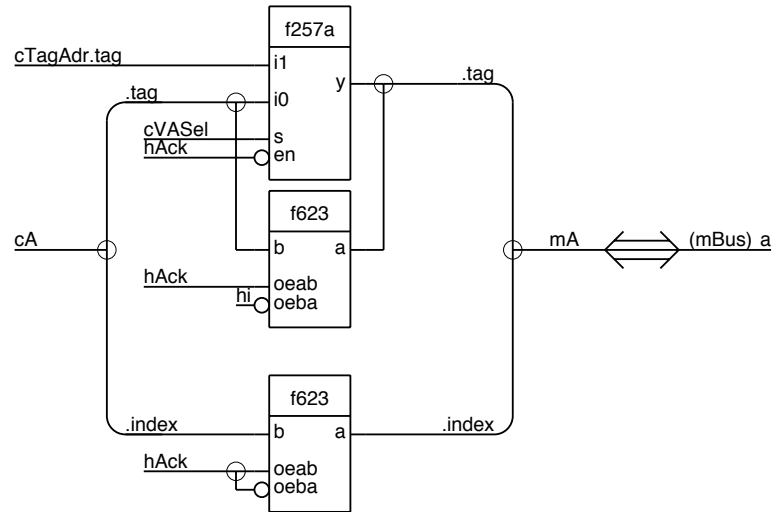 f257a
cTagAdr.tag
i1
y
.tag
.tag
i0
cVASel
s
hAck
en
f623
cA
b
a
mA
(mBus) a
hAck
oeab
hi
oeba
f623
.index
b
a
.index
hAck
oeab
oeba